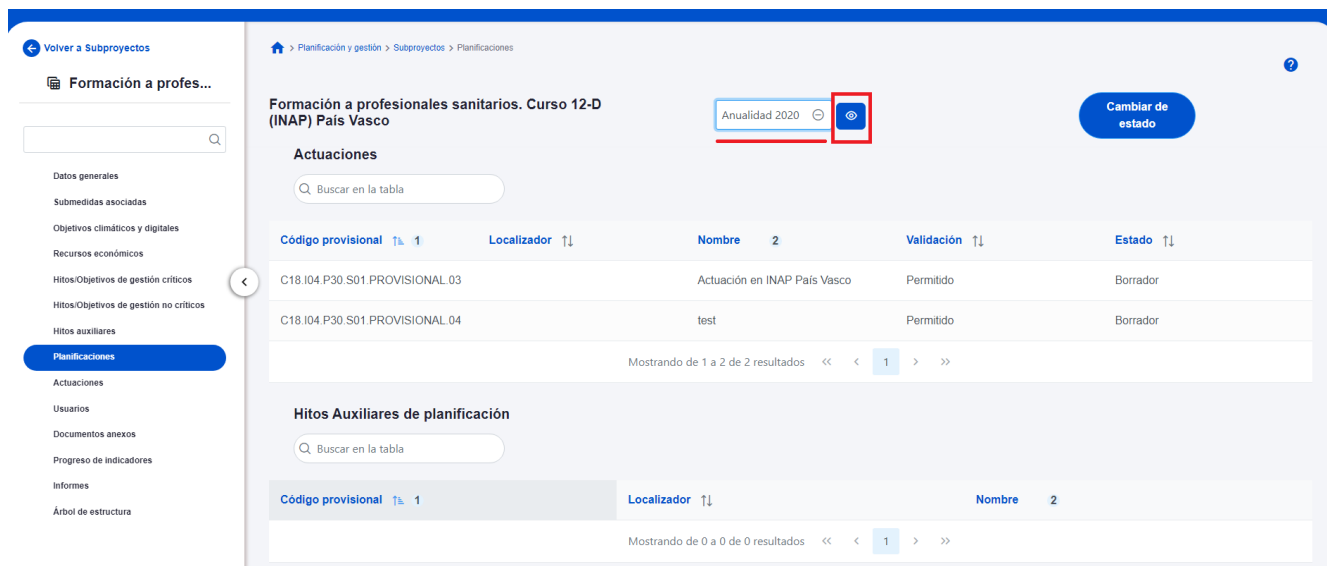 Volver a Subproyectos
Formación a profes...
Datos generales
Submedidas asociadas
Objetivos climáticos y digitales
Recursos económicos
Hitos/Objetivos de gestión críticos
Hitos/Objetivos de gestión no críticos
Hitos auxiliares
Planificaciones
Actuaciones
Usuarios
Documentos anexos
Progreso de indicadores
Informes
Árbol de estructura
> Planificación y gestión > Subproyectos > Planificaciones
?
Formación a profesionales sanitarios. Curso 12-D
(INAP) País Vasco
Anualidad 2020
Cambiar de
estado
Actuaciones
Buscar en la tabla
Código provisional 1 Localizador Nombre 2 Validación Estado
C18.I04.P30.S01.PROVISIONAL.03 Actuación en INAP País Vasco Permitido Borrador
C18.I04.P30.S01.PROVISIONAL.04 test Permitido Borrador
Mostrando de 1 a 2 de 2 resultados << < 1 > >>
Hitos Auxiliares de planificación
Buscar en la tabla
Código provisional 1 Localizador Nombre 2
Mostrando de 0 a 0 de 0 resultados << < 1 > >>